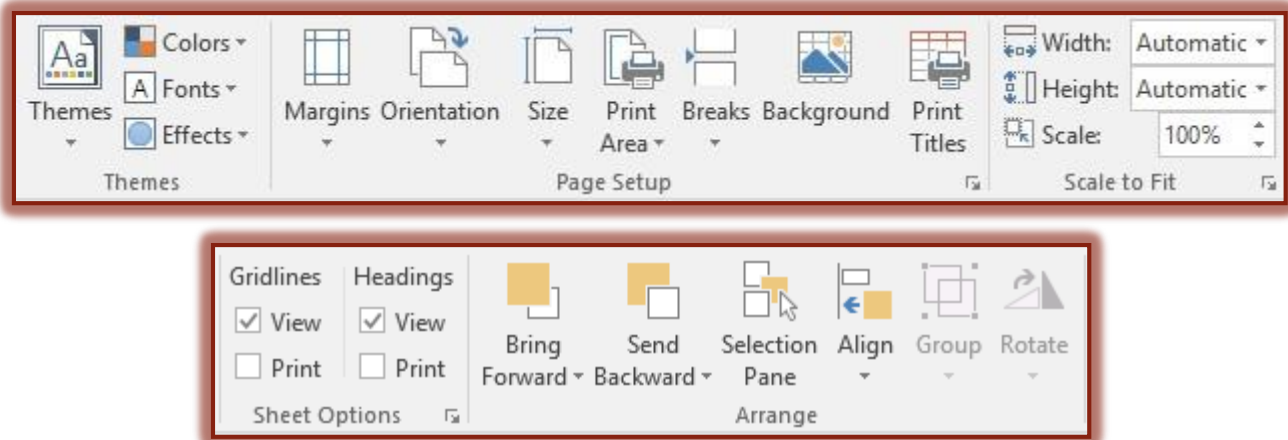 Aa
Themes
Colors
Fonts
A
Effects
Themes
Margins
Orientation
Size
Print
Area
Breaks
Background
Print
Titles
Page Setup
Width: Automatic
Height: Automatic
Scale: 100%
Scale to Fit
Gridlines
View
Print
Headings
View
Print
Sheet Options
Bring
Forward
Send
Backward
Selection
Pane
Align
Group
Rotate
Arrange